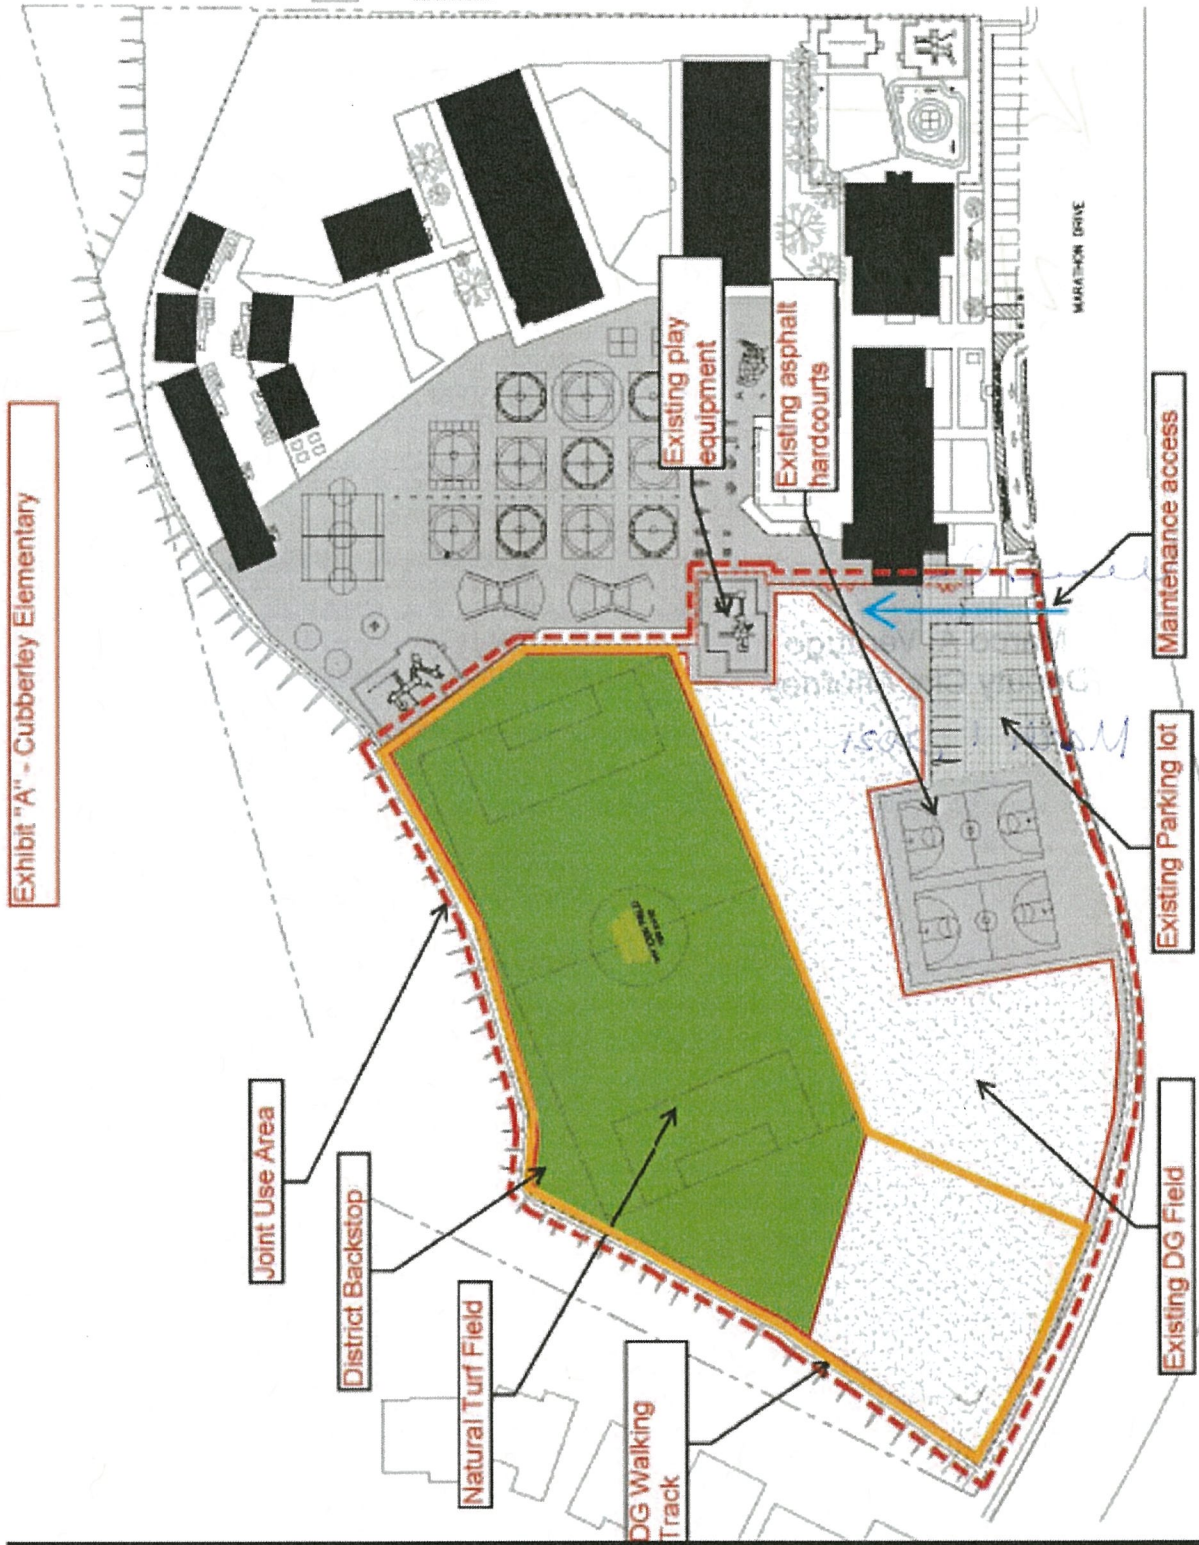 Exhibit "A" - Cubberley Elementary
Joint Use Area
District Backstop
Natural Turf Field
DG Walking
Track
Existing play
equipment
Existing asphalt
hardcourts
MARATHON DRIVE
Maintenance access
Existing Parking lot
Existing DG Field